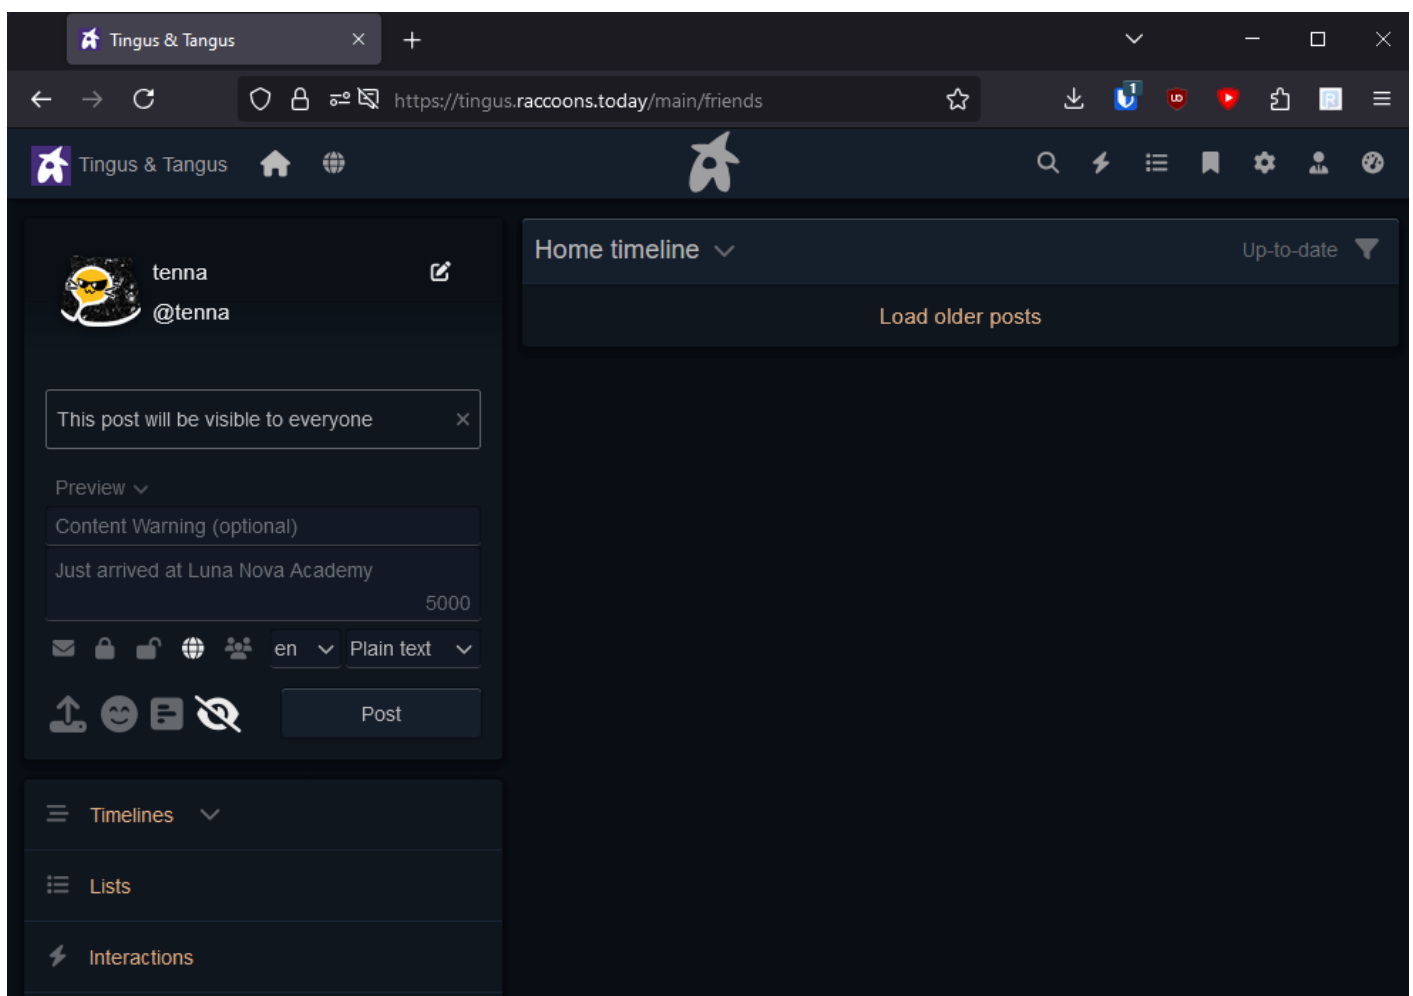 Tingus & Tangus
https://tingus.raccoons.today/main/friends
1
UD
R
Tingus & Tangus
tenna
@tenna
This post will be visible to everyone
Preview
Content Warning (optional)
Just arrived at Luna Nova Academy
5000
en
Plain text
Post
Timelines
Lists
Interactions
Home timeline
Up-to-date
Load older posts